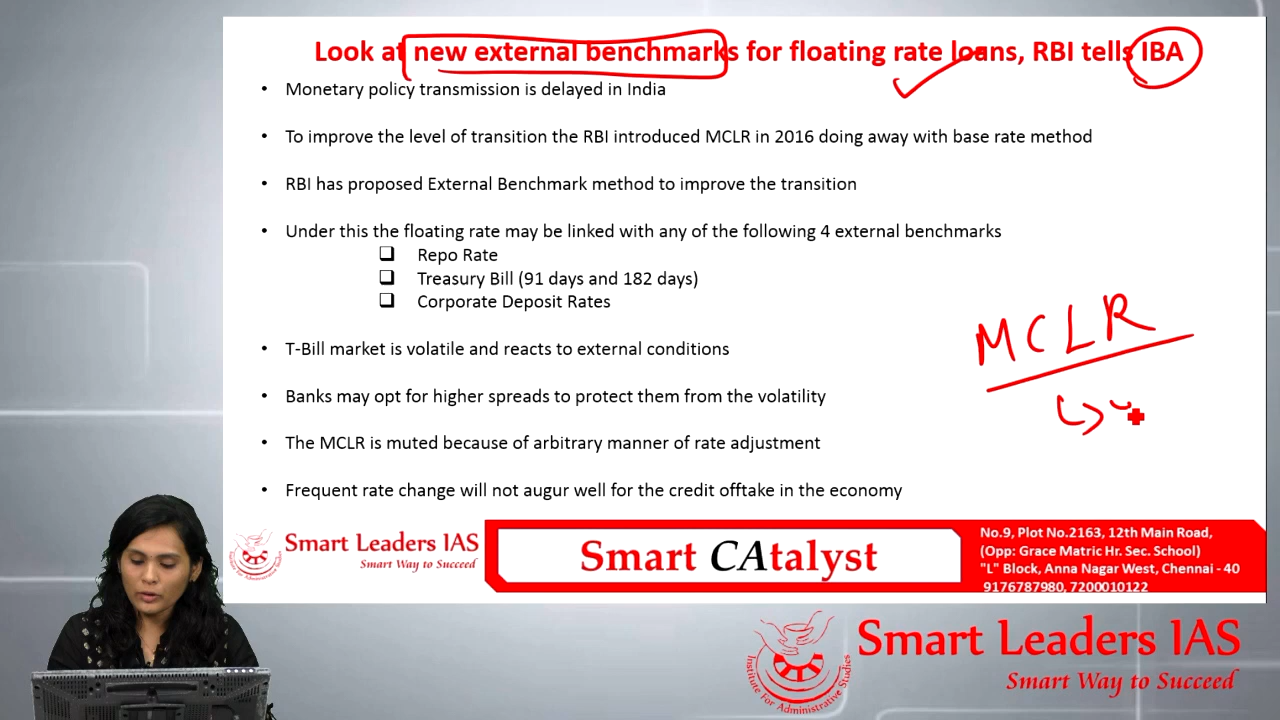 Look at new external benchmarks for floating rate loans, RBI tells IBA
• Monetary policy transmission is delayed in India
• To improve the level of transition the RBI introduced MCLR in 2016 doing away with base rate method
• RBI has proposed External Benchmark method to improve the transition
• Under this the floating rate may be linked with any of the following 4 external benchmarks
❑ Repo Rate
❑ Treasury Bill (91 days and 182 days)
❑ Corporate Deposit Rates
MCLR
• T-Bill market is volatile and reacts to external conditions
• Banks may opt for higher spreads to protect them from the volatility
• The MCLR is muted because of arbitrary manner of rate adjustment
• Frequent rate change will not augur well for the credit offtake in the economy
Smart Leaders IAS
Smart Way to Succeed
Smart CAtalyst
No.9, Plot No.2163, 12th Main Road,
(Opp: Grace Matric Hr. Sec. School)
"L" Block, Anna Nagar West, Chennai - 40
9176787980, 7200010122
Institute For Administrative Studies
Smart Leaders IAS
Smart Way to Succeed